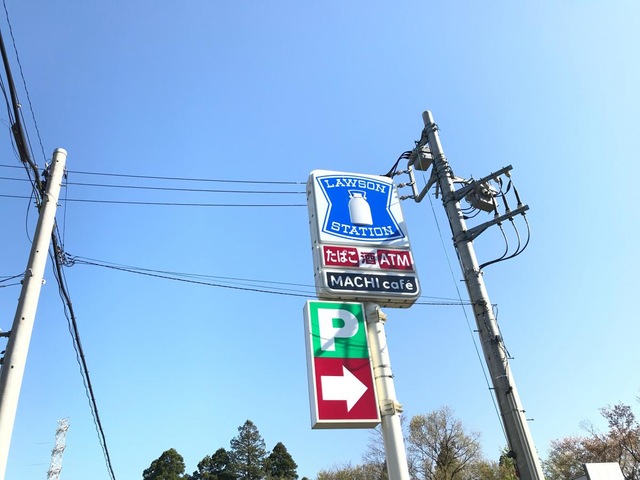 LAWSON
STATION
たばこ 酒 ATM
MACHI café
P